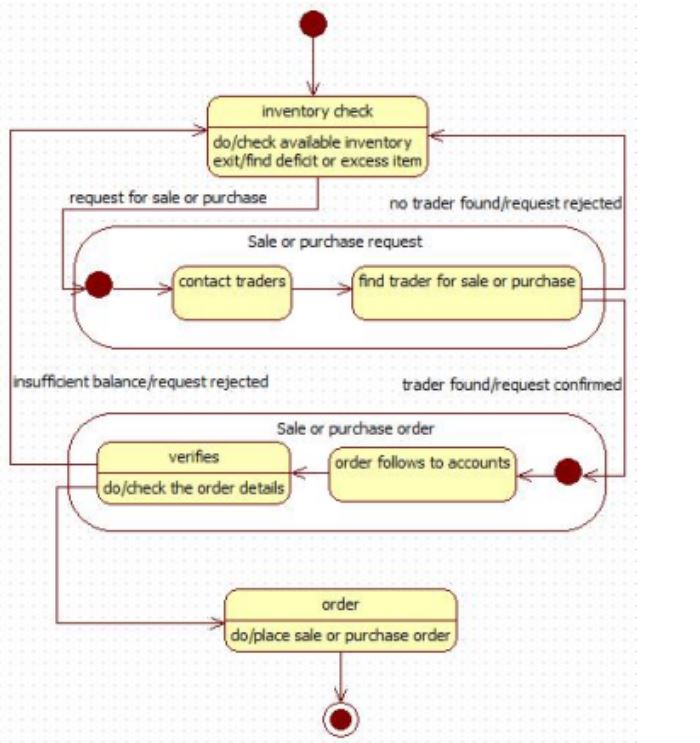 inventory check
do/check available inventory
exit/find deficit or excess item
request for sale or purchase
no trader found/request rejected
Sale or purchase request
contact traders
find trader for sale or purchase
insufficient balance/request rejected
trader found/request confirmed
Sale or purchase order
verifies
do/check the order details
order follows to accounts
order
do/place sale or purchase order